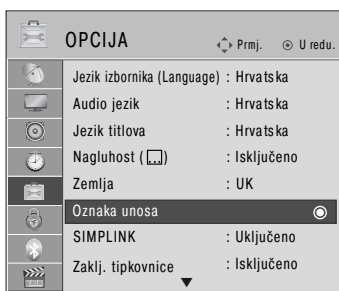 OPCIJA Prmj. U redu.
Jezik izbornika (Language) : Hrvatska
Audio jezik : Hrvatska
Jezik titlova : Hrvatska
Nagluhost ( ) : Isključeno
Zemlja : UK
Oznaka unosa
SIMPLINK : Uključeno
Zaklj. tipkovnice : Isključeno